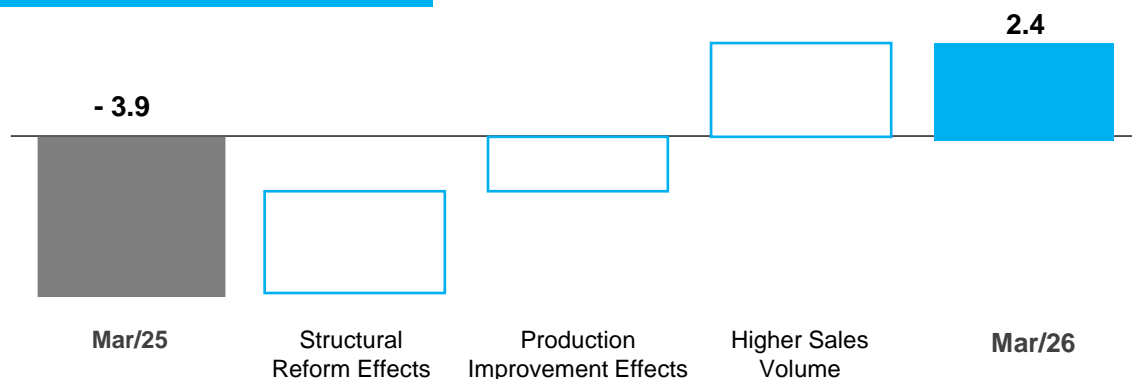 2.4
- 3.9
Mar/25
Structural
Reform Effects
Production
Improvement Effects
Higher Sales
Volume
Mar/26